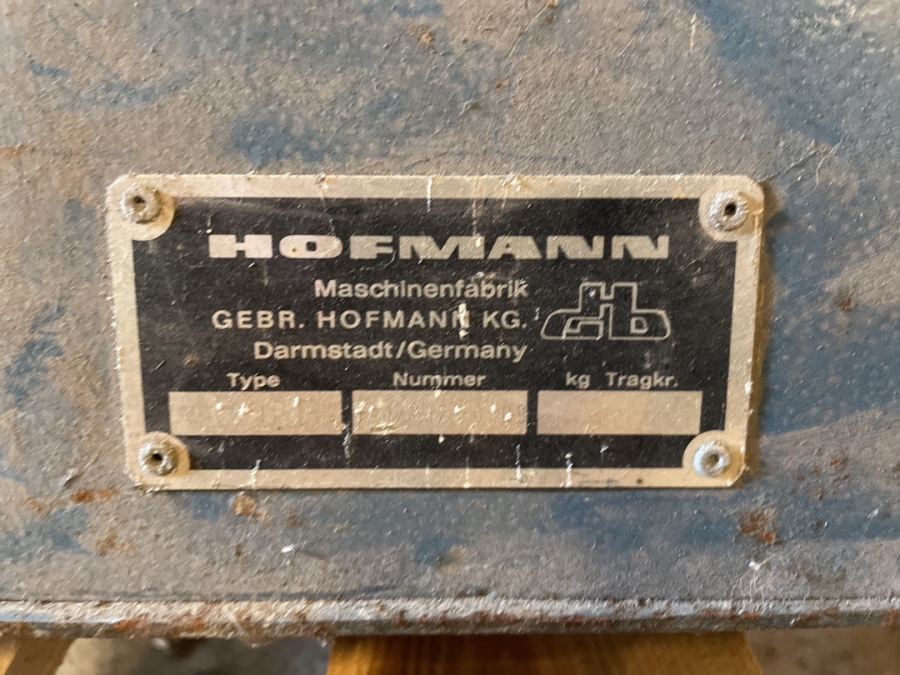 HOFMANN
Maschinenfabrik
GEBR. HOFMANN KG.
Darmstadt/Germany
Type Nummer kg Tragkr.